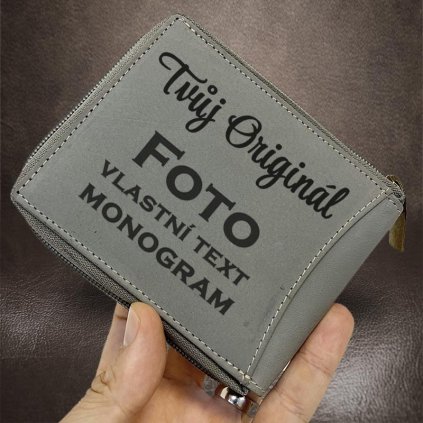 Tvůj Originál
FOTO
VLASTNÍ TEXT
MONOGRAM